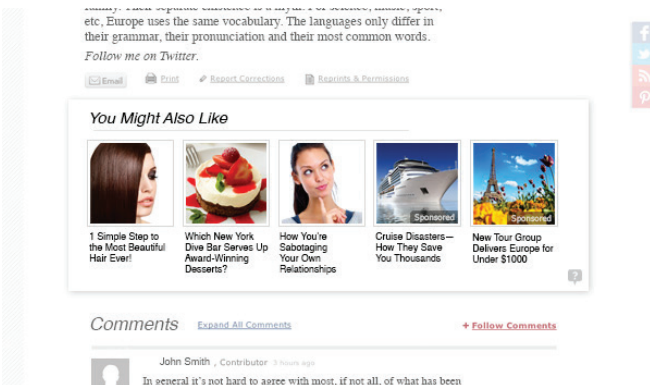 family. Their separate existence is a myth. For science, music, sport,
etc, Europe uses the same vocabulary. The languages only differ in
their grammar, their pronunciation and their most common words.
Follow me on Twitter.
Email Print Report Corrections Reprints & Permissions
You Might Also Like
Sponsored Sponsored
1 Simple Step to
the Most Beautiful
Hair Ever!
Which New York
Dive Bar Serves Up
Award-Winning
Desserts?
How You're
Sabotaging
Your Own
Relationships
Cruise Disasters—
How They Save
You Thousands
New Tour Group
Delivers Europe for
Under $1000
?
Comments Expand All Comments + Follow Comments
John Smith , Contributor 3 hours ago
In general it's not hard to agree with most, if not all, of what has been